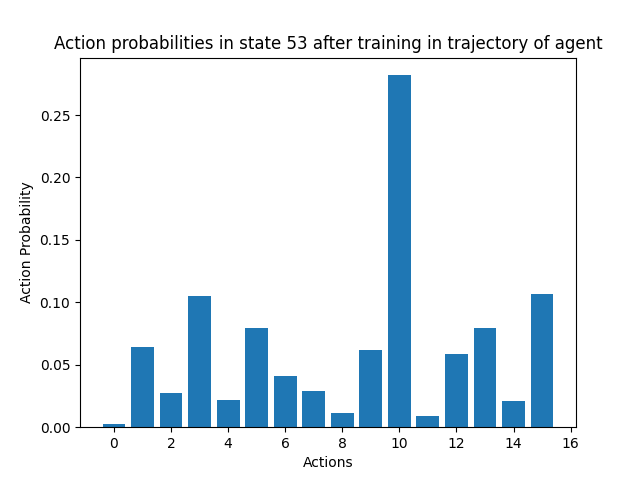 Action probabilities in state 53 after training in trajectory of agent
Action Probability
0.25
0.20
0.15
0.10
0.05
0.00
0 2 4 6 8 10 12 14 16
Actions